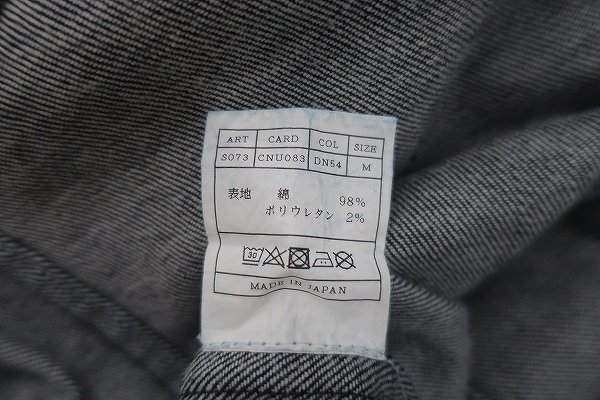 ART CARD COL SIZE
S073 CNU083 DN54 M
表地 綿 98%
ポリウレタン 2%
30
MADE IN JAPAN